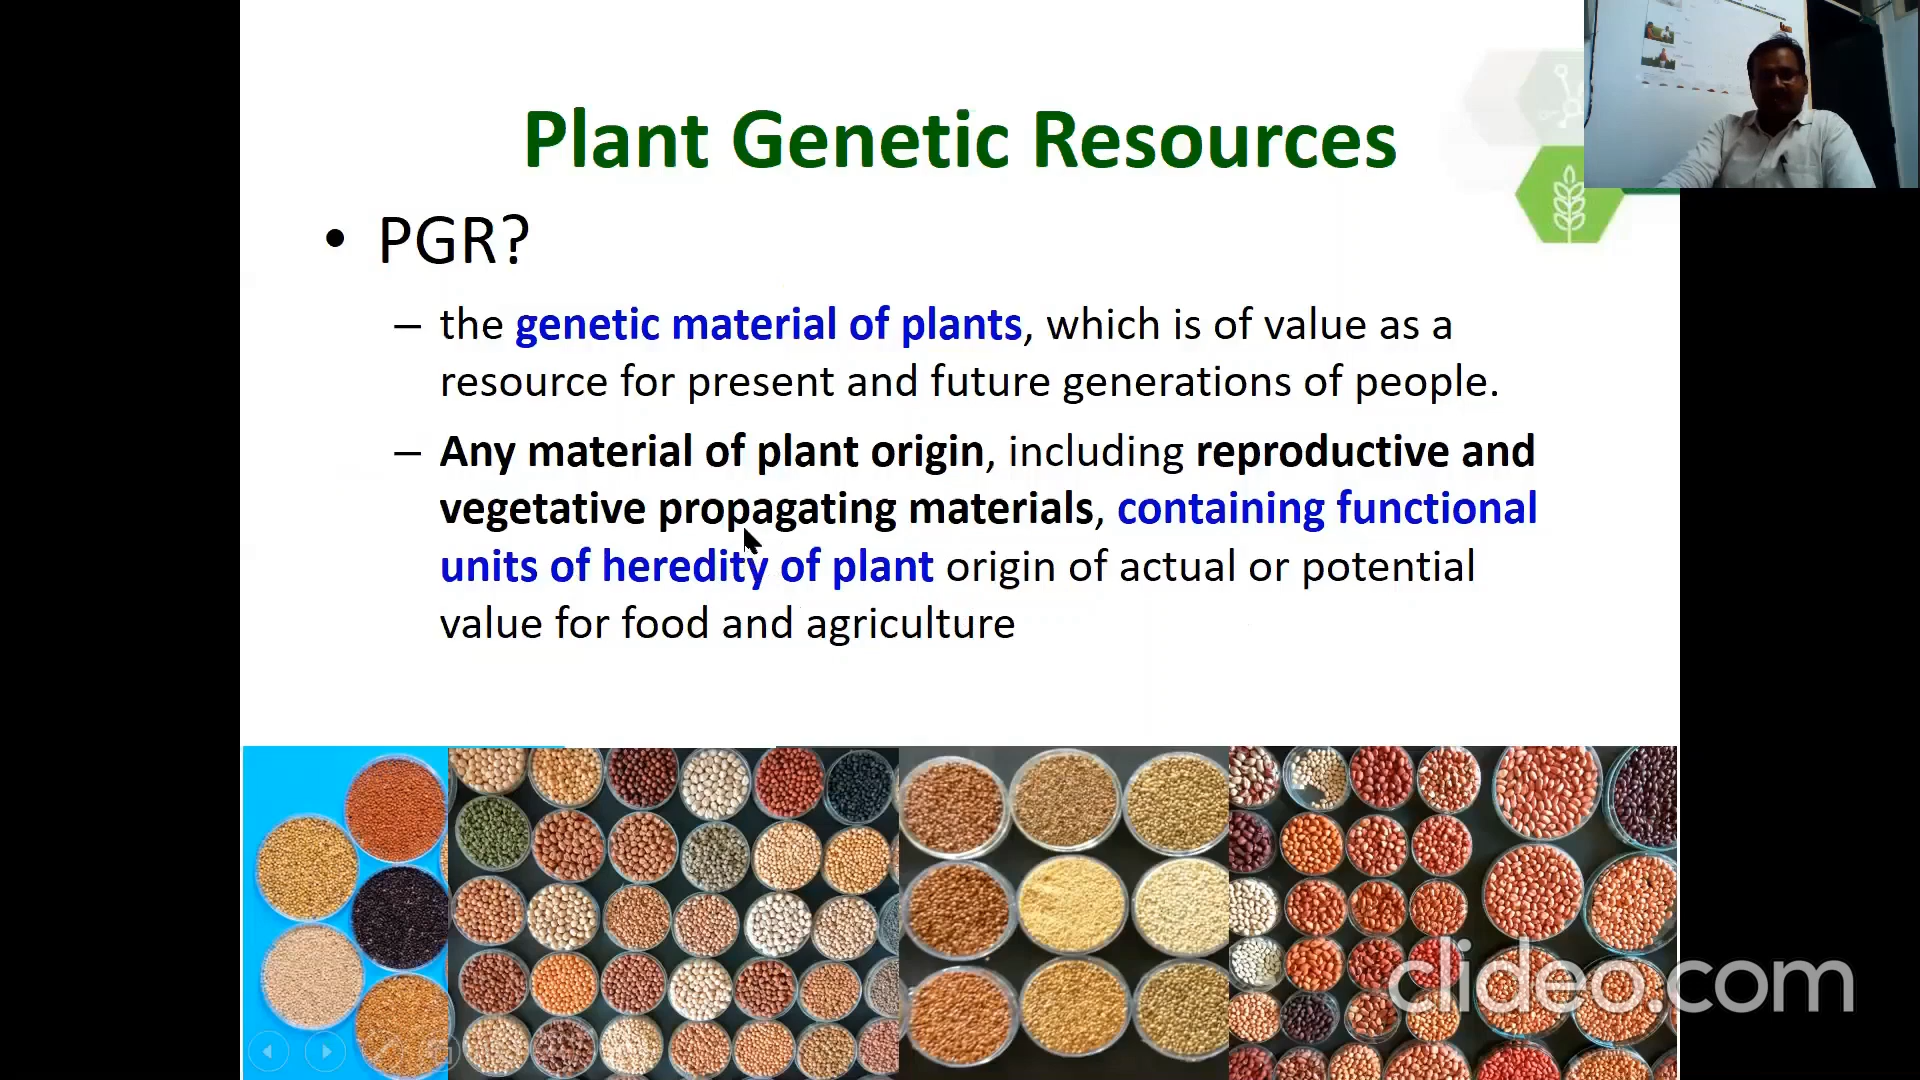 Plant Genetic Resources
• PGR?
– the genetic material of plants, which is of value as a
resource for present and future generations of people.
– Any material of plant origin, including reproductive and
vegetative propagating materials, containing functional
units of heredity of plant origin of actual or potential
value for food and agriculture
clideo.com